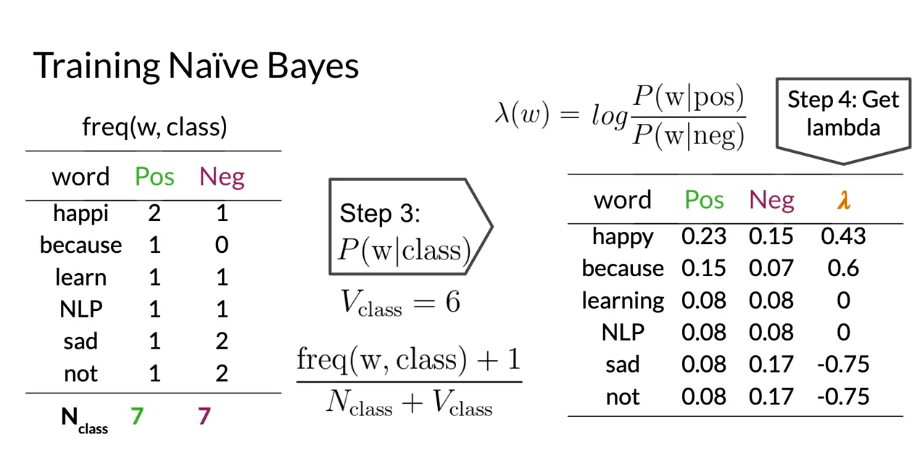 Training Naïve Bayes
freq(w, class)
word Pos Neg
happi 2 1
because 1 0
learn 1 1
NLP 1 1
sad 1 2
not 1 2
N_class 7 7
Step 3:
P(w|class)
V_class = 6
freq(w, class) + 1
N_class + V_class
λ(w) = log P(w|pos)
P(w|neg)
Step 4: Get
lambda
word Pos Neg λ
happy 0.23 0.15 0.43
because 0.15 0.07 0.6
learning 0.08 0.08 0
NLP 0.08 0.08 0
sad 0.08 0.17 -0.75
not 0.08 0.17 -0.75